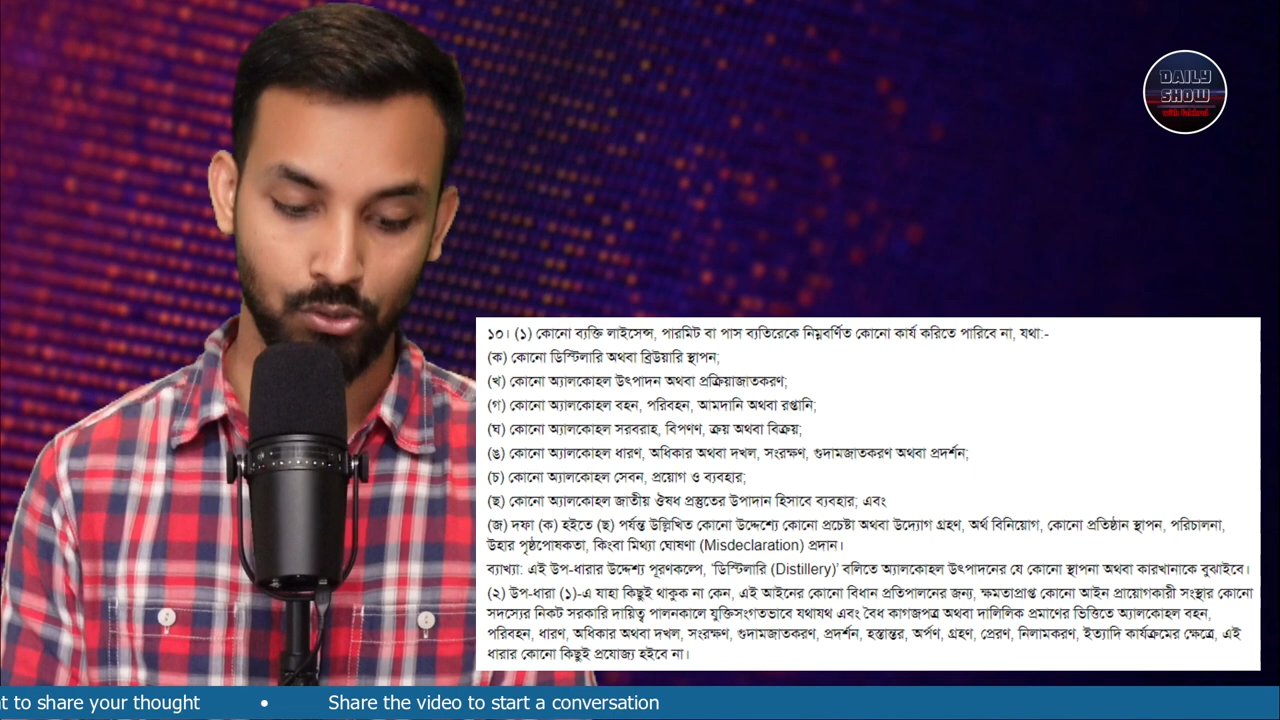 DAILY
SHOW
১০। (১) কোনো ব্যক্তি লাইসেন্স, পারমিট বা পাস ব্যতিরেকে নিম্নবর্ণিত কোনো কার্য করিতে পারিবে না, যথা:-
(ক) কোনো ডিস্টিলারি অথবা ব্রিউয়ারি স্থাপন;
(খ) কোনো অ্যালকোহল উৎপাদন অথবা প্রক্রিয়াজাতকরণ;
(গ) কোনো অ্যালকোহল বহন, পরিবহন, আমদানি অথবা রপ্তানি;
(ঘ) কোনো অ্যালকোহল সরবরাহ, বিপণণ, ক্রয় অথবা বিক্রয়;
(ঙ) কোনো অ্যালকোহল ধারণ, অধিকার অথবা দখল, সংরক্ষণ, গুদামজাতকরণ অথবা প্রদর্শন;
(চ) কোনো অ্যালকোহল সেবন, প্রয়োগ ও ব্যবহার;
(ছ) কোনো অ্যালকোহল জাতীয় ঔষধ প্রস্তুতের উপাদান হিসাবে ব্যবহার; এবং
(জ) দফা (ক) হইতে (ছ) পর্যন্ত উল্লিখিত কোনো উদ্দেশ্যে কোনো প্রচেষ্টা অথবা উদ্যোগ গ্রহণ, অর্থ বিনিয়োগ, কোনো প্রতিষ্ঠান স্থাপন, পরিচালনা,
উহার পৃষ্ঠপোষকতা, কিংবা মিথ্যা ঘোষণা (Misdeclaration) প্রদান।
ব্যাখ্যা: এই উপ-ধারার উদ্দেশ্য পূরণকল্পে, ‘ডিস্টিলারি (Distillery)’ বলিতে অ্যালকোহল উৎপাদনের যে কোনো স্থাপনা অথবা কারখানাকে বুঝাইবে।
(২) উপ-ধারা (১)-এ যাহা কিছুই থাকুক না কেন, এই আইনের কোনো বিধান প্রতিপালনের জন্য, ক্ষমতাপ্রাপ্ত কোনো আইন প্রায়োগকারী সংস্থার কোনো
সদস্যের নিকট সরকারি দায়িত্ব পালনকালে যুক্তিসংগতভাবে যথাযথ এবং বৈধ কাগজপত্র অথবা দালিলিক প্রমাণের ভিত্তিতে অ্যালকোহল বহন,
পরিবহন, ধারণ, অধিকার অথবা দখল, সংরক্ষণ, গুদামজাতকরণ, প্রদর্শন, হস্তান্তর, অর্পণ, গ্রহণ, প্রেরণ, নিলামকরণ, ইত্যাদি কার্যক্রমের ক্ষেত্রে, এই
ধারার কোনো কিছুই প্রযোজ্য হইবে না।
t to share your thought • Share the video to start a conversation